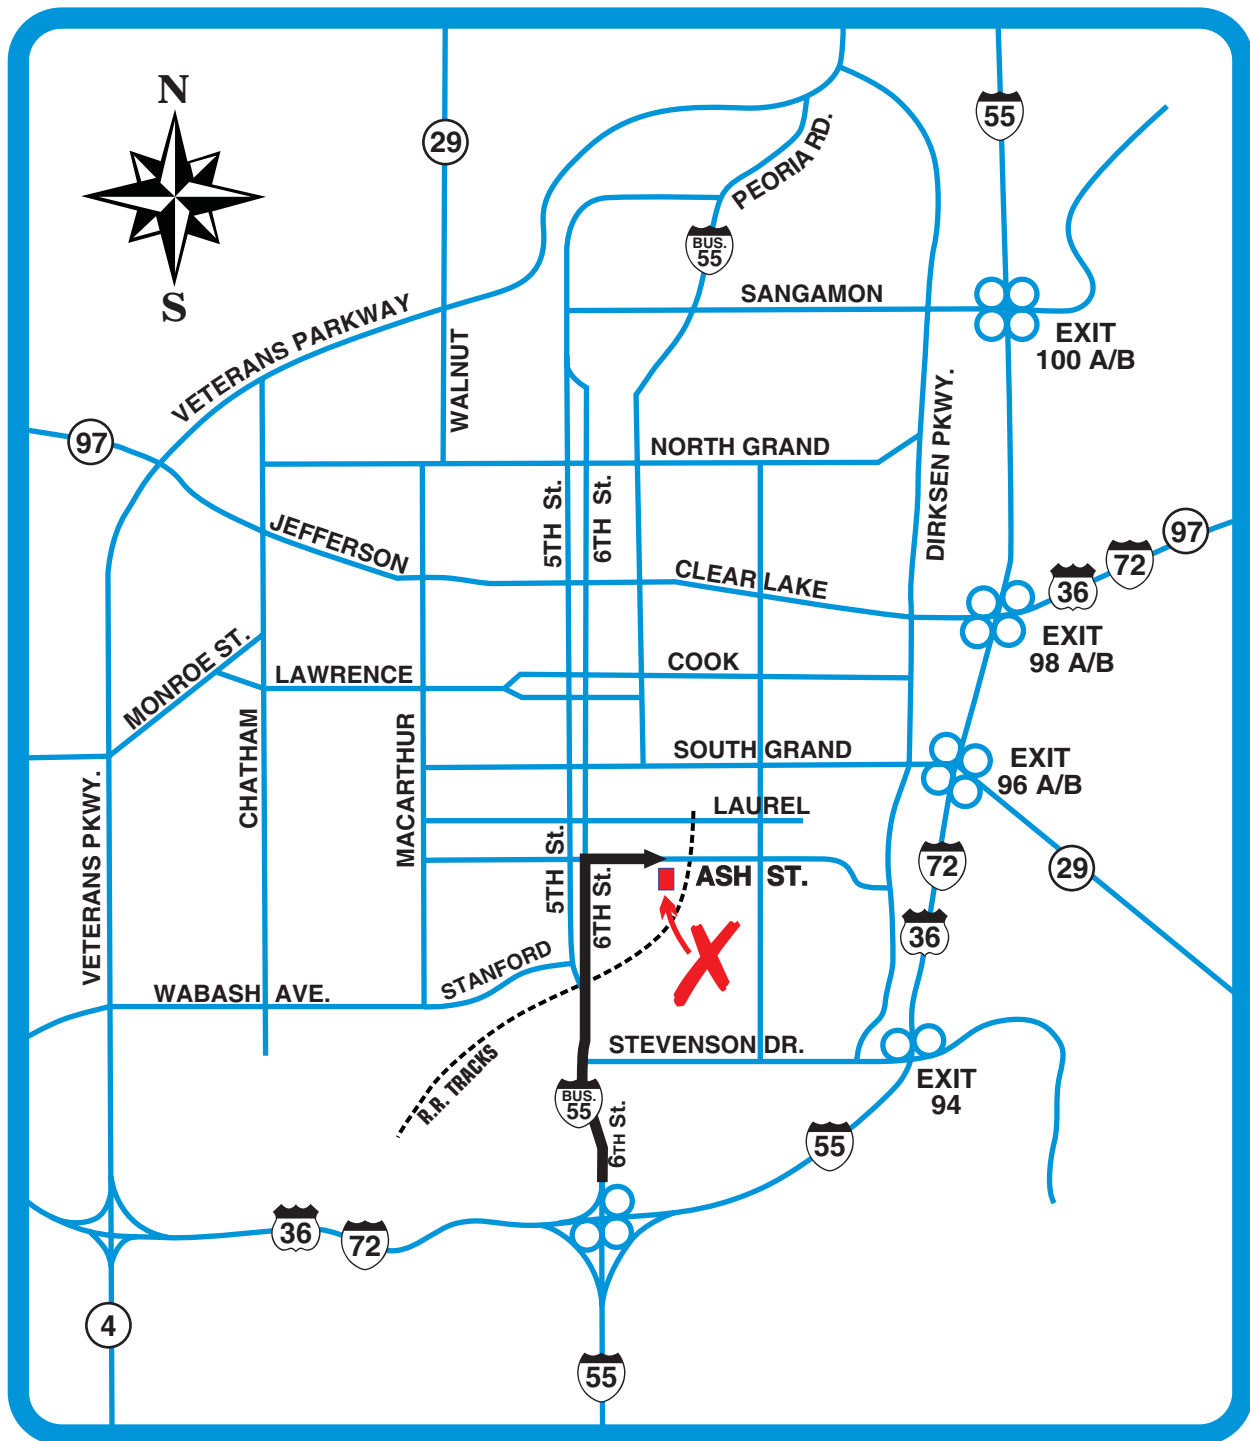 N
S
29
55
PEORIA RD.
BUS.
55
SANGAMON
EXIT
100 A/B
VETERANS PARKWAY
WALNUT
97
NORTH GRAND
DIRKSEN PKWY.
5TH St.
6TH St.
JEFFERSON
CLEAR LAKE
97
72
36
EXIT
98 A/B
MONROE ST.
LAWRENCE
COOK
CHATHAM
MACARTHUR
SOUTH GRAND
EXIT
96 A/B
VETERANS PKWY.
LAUREL
5TH St.
6TH St.
ASH ST.
72
29
36
X
STANFORD
WABASH AVE.
STEVENSON DR.
R.R. TRACKS
BUS.
55
6TH St.
EXIT
94
55
36
72
4
55